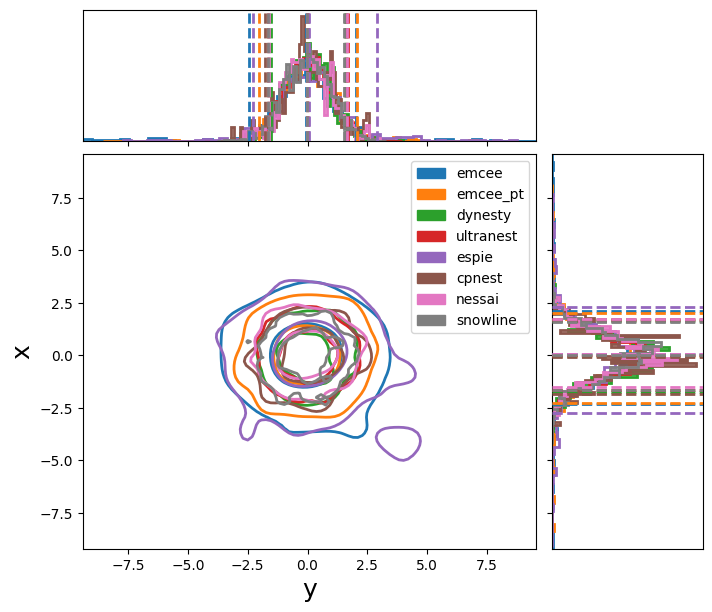 7.5
5.0
2.5
0.0
−2.5
−5.0
−7.5
x
emcee
emcee_pt
dynesty
ultranest
espie
cpnest
nessai
snowline
−7.5 −5.0 −2.5 0.0 2.5 5.0 7.5
y